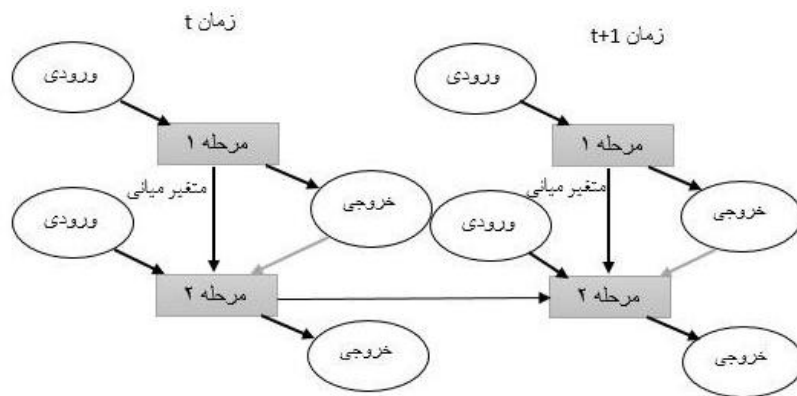 زمان t
زمان t+1
ورودی
ورودی
مرحله ۱
مرحله ۱
متغیر میانی
متغیر میانی
خروجی
خروجی
ورودی
ورودی
مرحله ۲
مرحله ۲
خروجی
خروجی